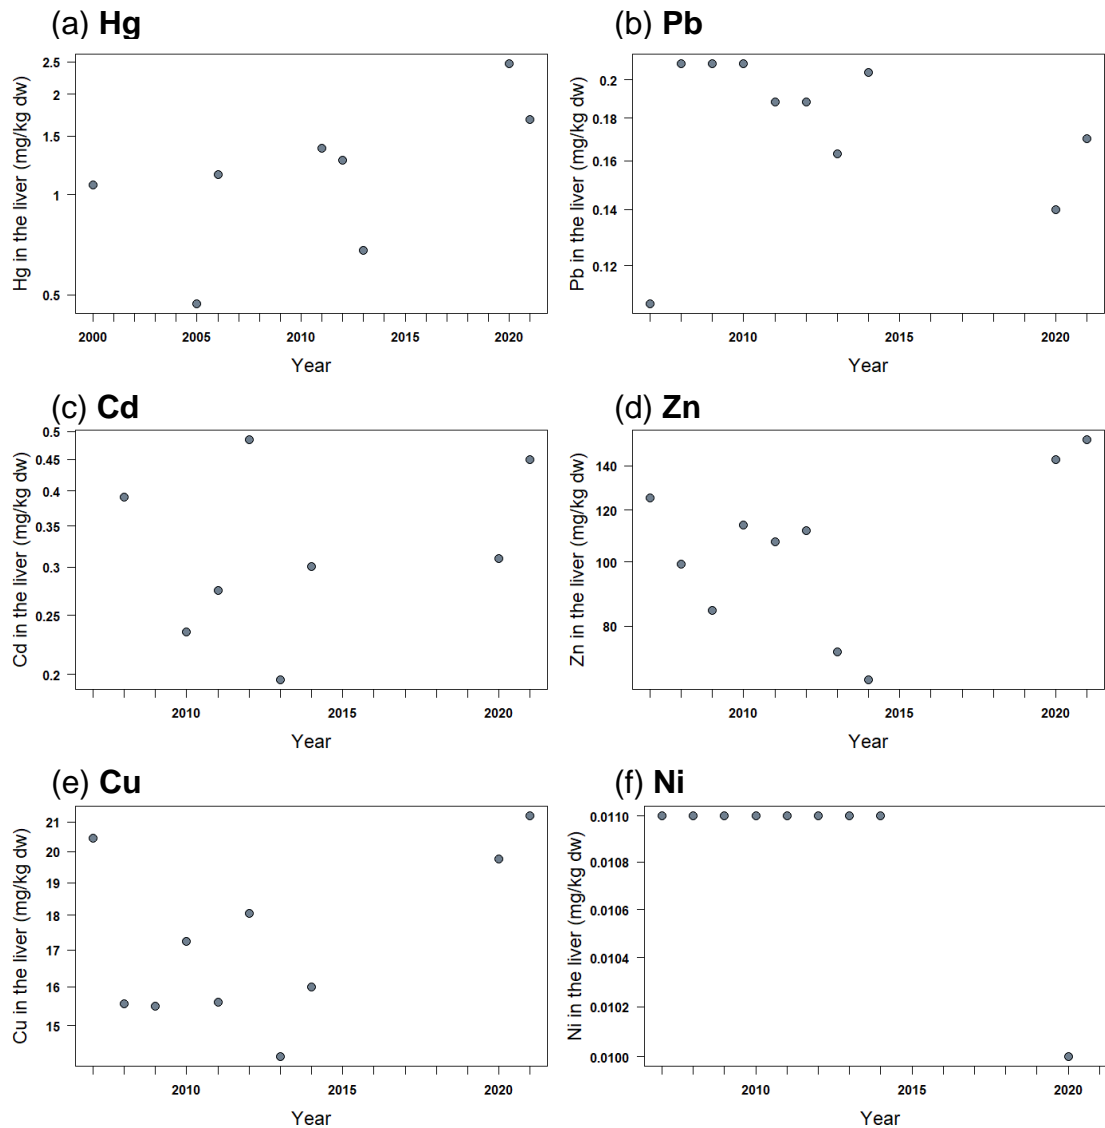 (a) Hg
Hg in the liver (mg/kg dw)
2.5
2
1.5
1
0.5
2000 2005 2010 2015 2020
Year
(b) Pb
Pb in the liver (mg/kg dw)
0.2
0.18
0.16
0.14
0.12
2010 2015 2020
Year
(c) Cd
Cd in the liver (mg/kg dw)
0.5
0.45
0.4
0.35
0.3
0.25
0.2
2010 2015 2020
Year
(d) Zn
Zn in the liver (mg/kg dw)
140
120
100
80
2010 2015 2020
Year
(e) Cu
Cu in the liver (mg/kg dw)
21
20
19
18
17
16
15
2010 2015 2020
Year
(f) Ni
Ni in the liver (mg/kg dw)
0.0110
0.0108
0.0106
0.0104
0.0102
0.0100
2010 2015 2020
Year